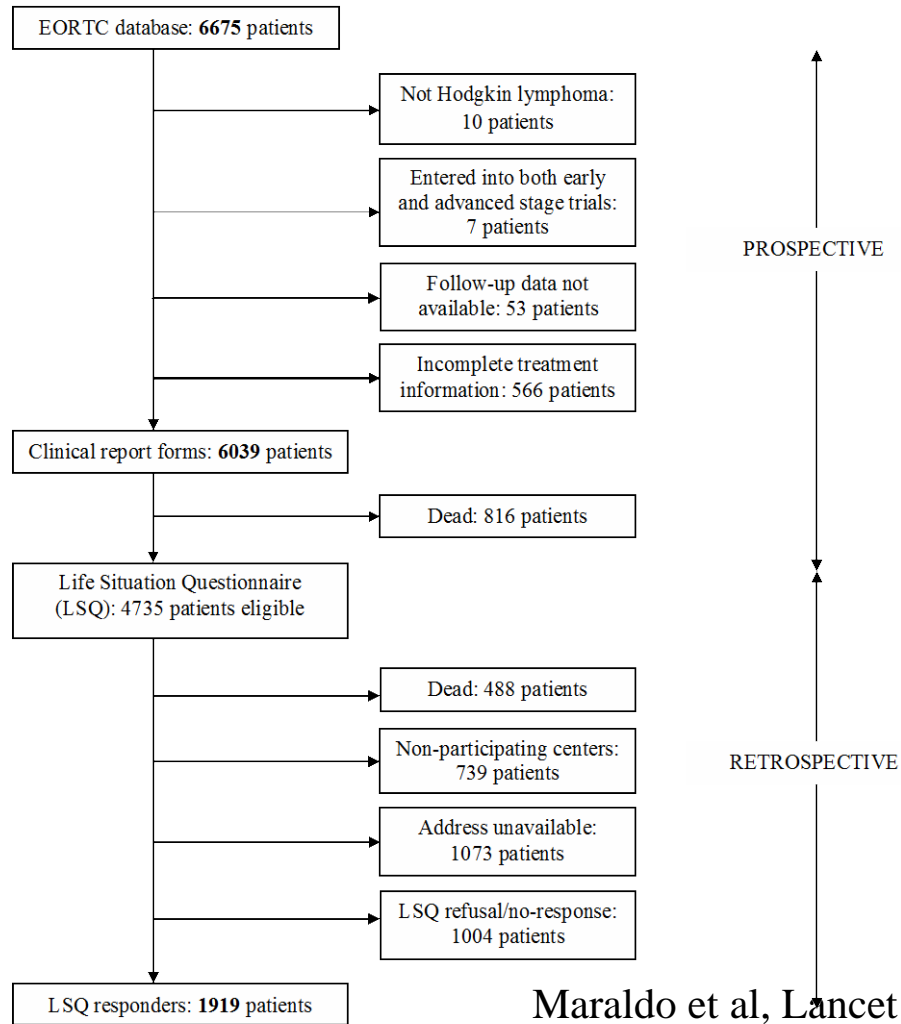 EORTC database: 6675 patients
Not Hodgkin lymphoma:
10 patients
Entered into both early
and advanced stage trials:
7 patients
PROSPECTIVE
Follow-up data not
available: 53 patients
Incomplete treatment
information: 566 patients
Clinical report forms: 6039 patients
Dead: 816 patients
Life Situation Questionnaire
(LSQ): 4735 patients eligible
Dead: 488 patients
Non-participating centers:
739 patients
RETROSPECTIVE
Address unavailable:
1073 patients
LSQ refusal/no-response:
1004 patients
LSQ responders: 1919 patients
Maraldo et al, Lancet